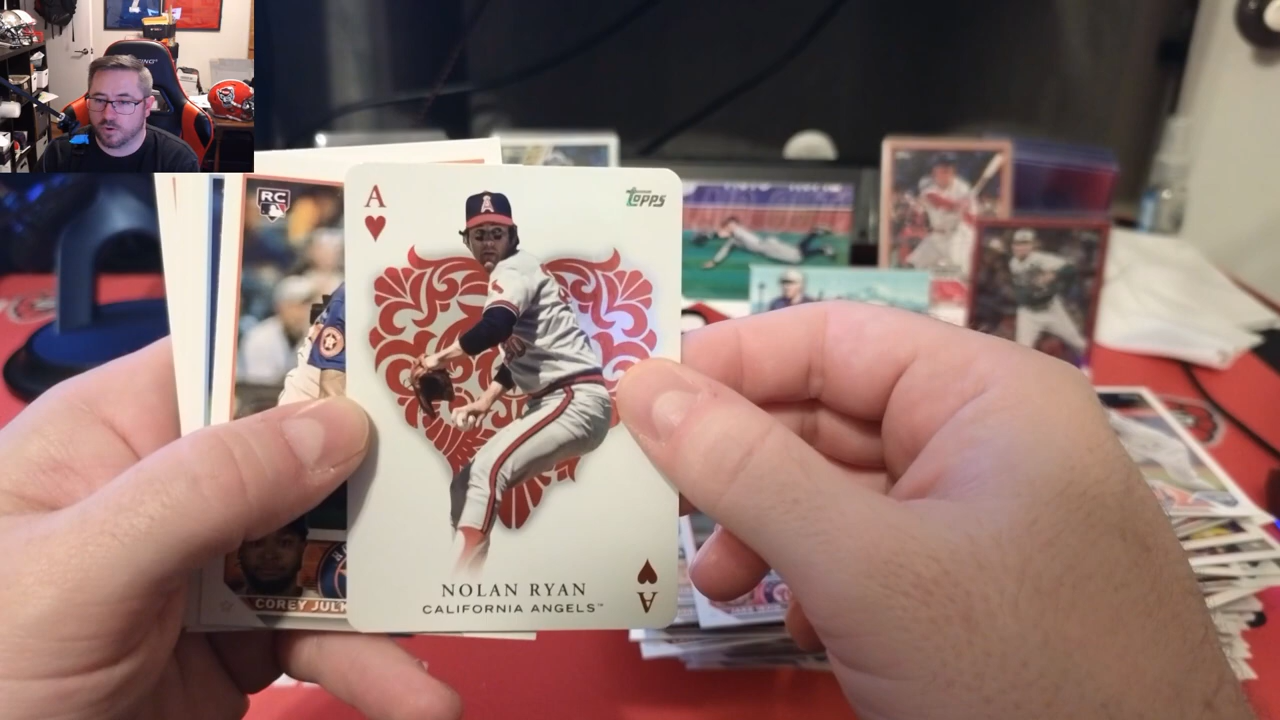 RC
A
Topps
NOLAN RYAN
CALIFORNIA ANGELS™
A
COREY JULK